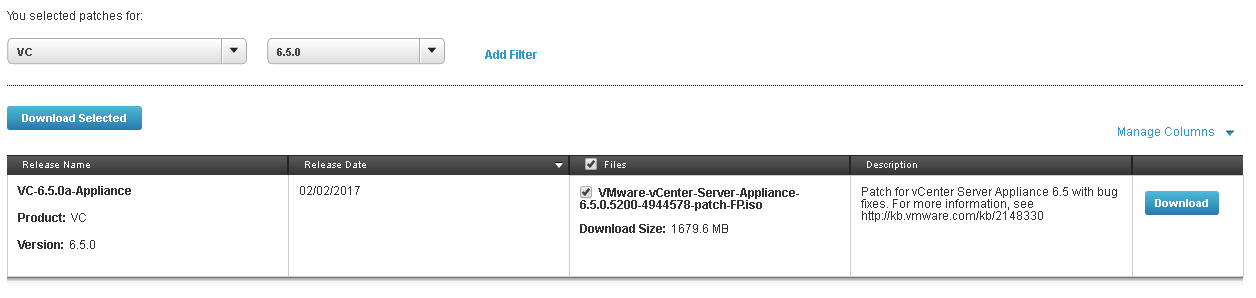 You selected patches for:
VC
6.5.0
Add Filter
Download Selected
Manage Columns
Release Name
Release Date
Files
Description
VC-6.5.0a-Appliance
Product: VC
Version: 6.5.0
02/02/2017
VMware-vCenter-Server-Appliance-
6.5.0.5200-4944578-patch-FP.iso
Download Size: 1679.6 MB
Patch for vCenter Server Appliance 6.5 with bug
fixes. For more information, see
http://kb.vmware.com/kb/2148330
Download